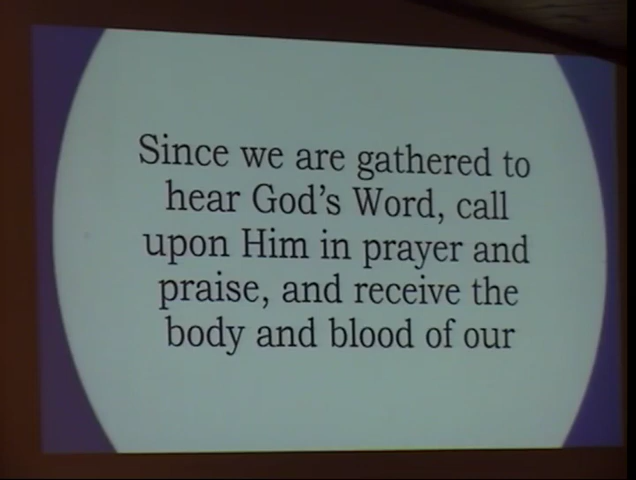 Since we are gathered to
hear God's Word, call
upon Him in prayer and
praise, and receive the
body and blood of our